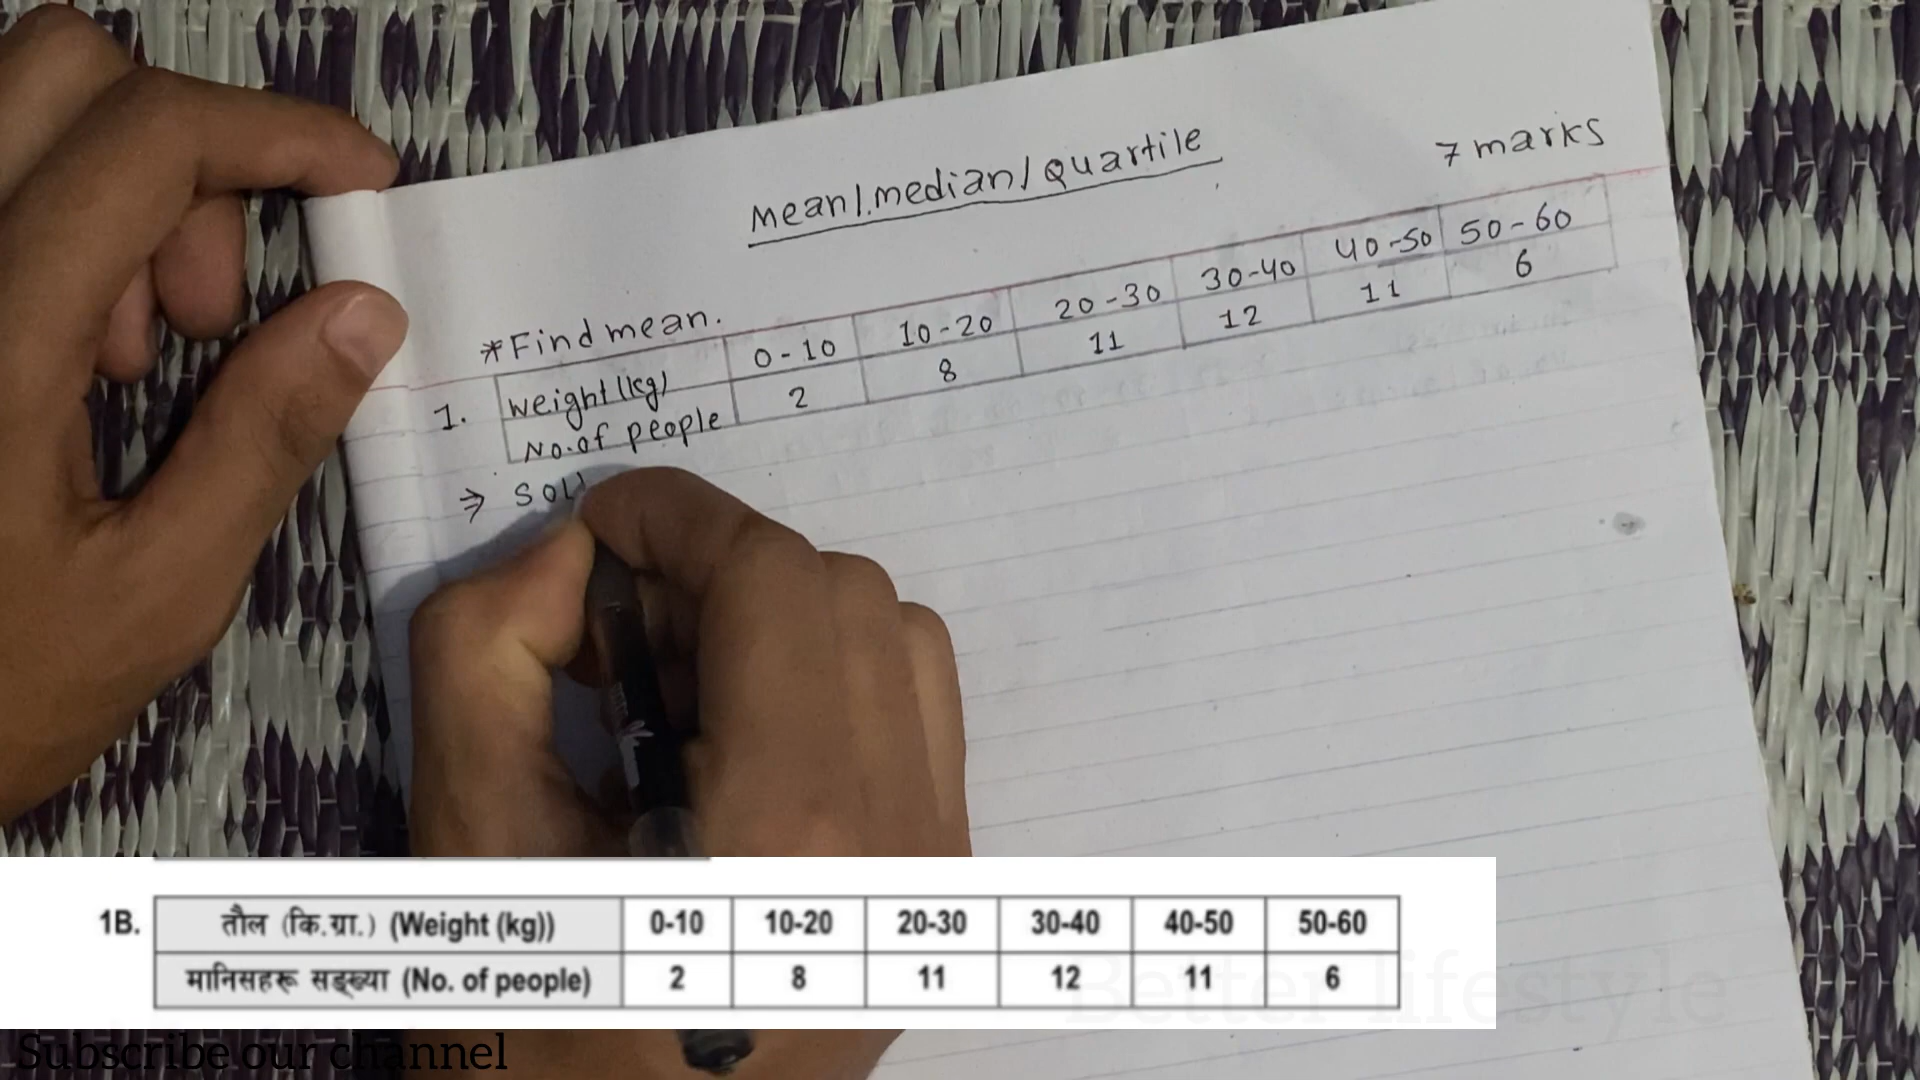 Mean/.median/Quartile
7 marks
*Find mean.
1. Weight(kg) 0-10 10-20 20-30 30-40 40-50 50-60
No.of people 2 8 11 12 11 6
⇒ Sol
1B. तौल (कि.ग्रा.) (Weight (kg)) 0-10 10-20 20-30 30-40 40-50 50-60
मानिसहरू सङ्ख्या (No. of people) 2 8 11 12 11 6
Better lifestyle
Subscribe our channel